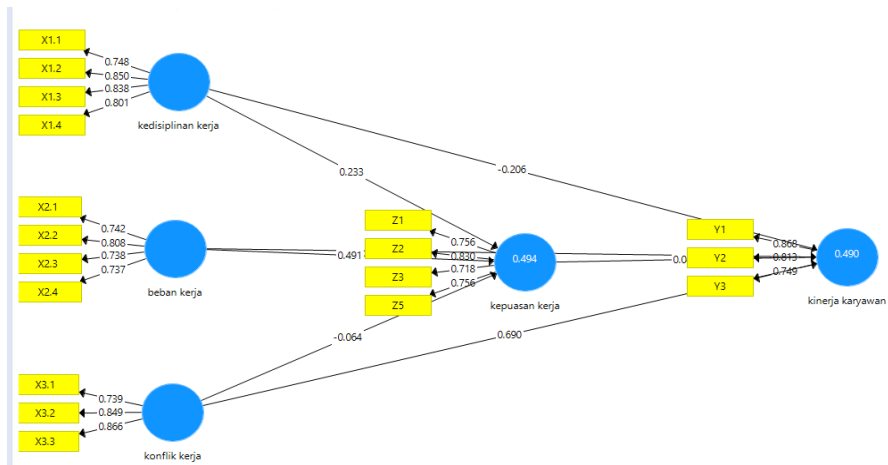 X1.1
X1.2
X1.3
X1.4
0.748
0.850
0.838
0.801
kedisiplinan kerja
0.233
-0.206
X2.1
X2.2
X2.3
X2.4
0.742
0.808
0.738
0.737
beban kerja
0.491
Z1
Z2
Z3
Z5
0.756
0.830
0.718
0.756
0.494
kepuasan kerja
0.0
Y1
Y2
Y3
0.868
0.813
0.749
0.490
kinerja karyawan
-0.064
0.690
X3.1
X3.2
X3.3
0.739
0.849
0.866
konflik kerja